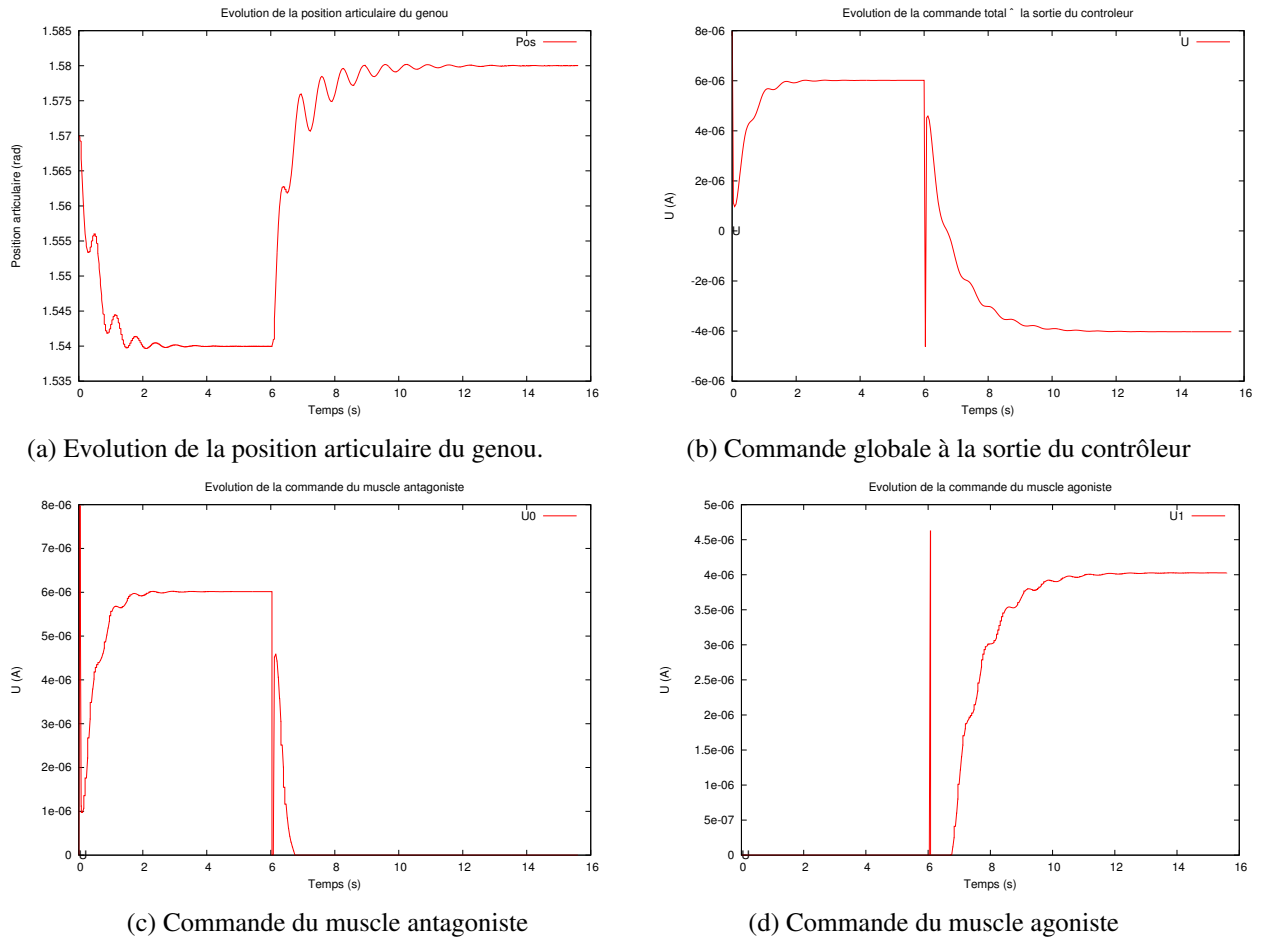 Evolution de la position articulaire du genou
1.585
1.58
1.575
1.57
1.565
1.56
1.555
1.55
1.545
1.54
1.535
Position articulaire (rad)
Pos
0 2 4 6 8 10 12 14 16
Temps (s)
Evolution de la commande total ˆ la sortie du controleur
8e-06
6e-06
4e-06
2e-06
0
-2e-06
-4e-06
-6e-06
U (A)
U
U
0 2 4 6 8 10 12 14 16
Temps (s)
(a) Evolution de la position articulaire du genou.
(b) Commande globale à la sortie du contrôleur
Evolution de la commande du muscle antagoniste
8e-06
7e-06
6e-06
5e-06
4e-06
3e-06
2e-06
1e-06
0
U (A)
U0
U
0 2 4 6 8 10 12 14 16
Temps (s)
Evolution de la commande du muscle agoniste
5e-06
4.5e-06
4e-06
3.5e-06
3e-06
2.5e-06
2e-06
1.5e-06
1e-06
5e-07
0
U (A)
U1
U
0 2 4 6 8 10 12 14 16
Temps (s)
(c) Commande du muscle antagoniste
(d) Commande du muscle agoniste